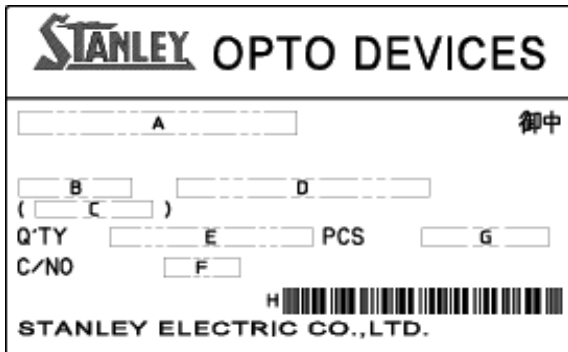 STANLEY OPTO DEVICES
A 御中
B D
( C )
Q'TY E PCS G
C/NO F
H
STANLEY ELECTRIC CO.,LTD.